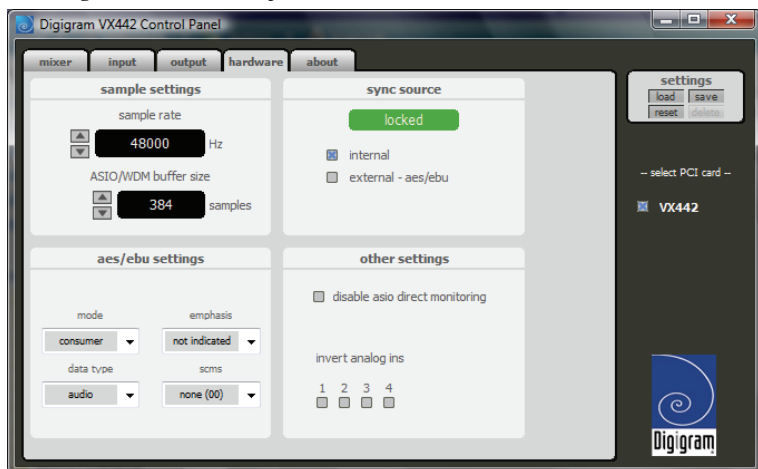 Digigram VX442 Control Panel
mixer input output hardware about
sample settings
sample rate
48000 Hz
ASIO/WDM buffer size
384 samples
sync source
locked
internal
external - aes/ebu
aes/ebu settings
mode emphasis
consumer not indicated
data type scms
audio none (00)
other settings
disable asio direct monitoring
invert analog ins
1 2 3 4
settings
load save
reset delete
-- select PCI card --
VX442
Digigram